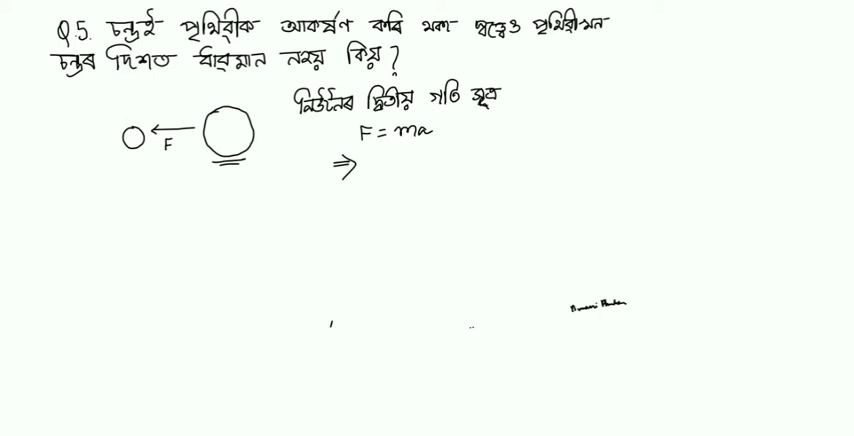 Q.5. চন্দ্ৰই পৃথিৱীক আকৰ্ষণ কৰি থকা স্বত্বেও পৃথিৱীখন
চন্দ্ৰৰ দিশত ধাৱমান নহয় কিয়?
নিউটনৰ দ্বিতীয় গতি সূত্ৰ
F = ma
F
⇒